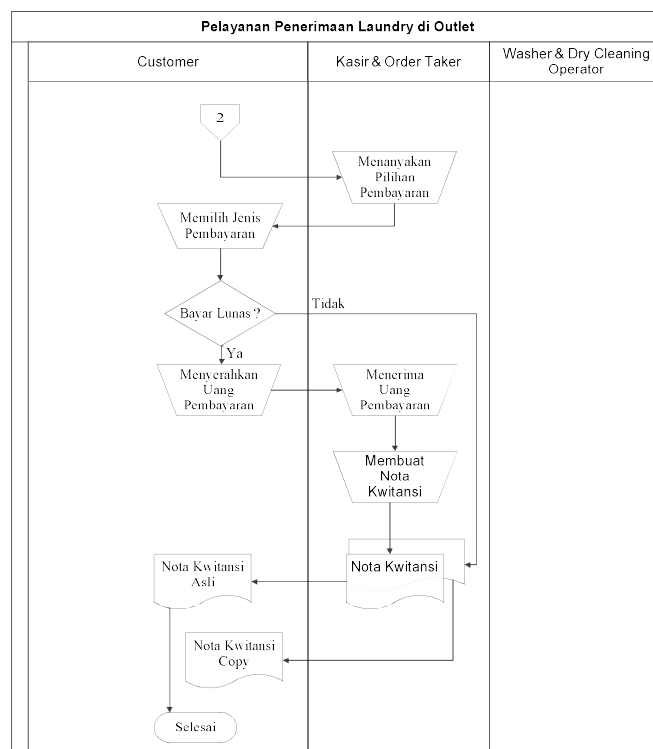 Pelayanan Penerimaan Laundry di Outlet
Customer
Kasir & Order Taker
Washer & Dry Cleaning
Operator
2
Menanyakan
Pilihan
Pembayaran
Memilih Jenis
Pembayaran
Bayar Lunas ?
Tidak
Ya
Menyerahkan
Uang
Pembayaran
Menerima
Uang
Pembayaran
Membuat
Nota
Kwitansi
Nota Kwitansi
Nota Kwitansi
Asli
Nota Kwitansi
Copy
Selesai